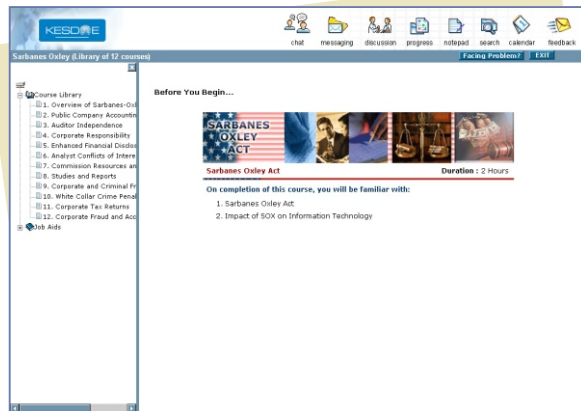 KESDEE
chat messaging discussion progress notepad search calendar feedback
Sarbanes Oxley (Library of 12 courses) Facing Problem? EXIT
Course Library
1. Overview of Sarbanes-Oxl
2. Public Company Accountin
3. Auditor Independence
4. Corporate Responsibility
5. Enhanced Financial Disclos
6. Analyst Conflicts of Intere
7. Commission Resources an
8. Studies and Reports
9. Corporate and Criminal Fr
10. White Collar Crime Penal
11. Corporate Tax Returns
12. Corporate Fraud and Acc
Job Aids
Before You Begin...
SARBANES
OXLEY
ACT
Sarbanes Oxley Act Duration : 2 Hours
On completion of this course, you will be familiar with:
1. Sarbanes Oxley Act
2. Impact of SOX on Information Technology